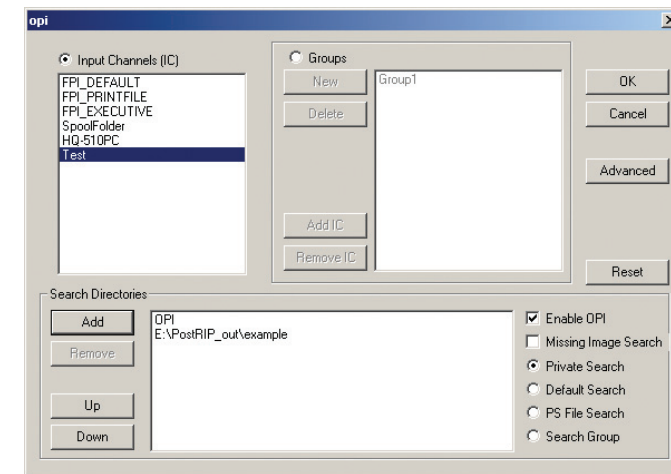 opi
Input Channels (IC)
FPI_DEFAULT
FPI_PRINTFILE
FPI_EXECUTIVE
SpoolFolder
HQ-510PC
Test
Groups
New
Delete
Add IC
Remove IC
Group1
OK
Cancel
Advanced
Reset
Search Directories
Add
Remove
Up
Down
OPI
E:\PostRIP_out\example
Enable OPI
Missing Image Search
Private Search
Default Search
PS File Search
Search Group